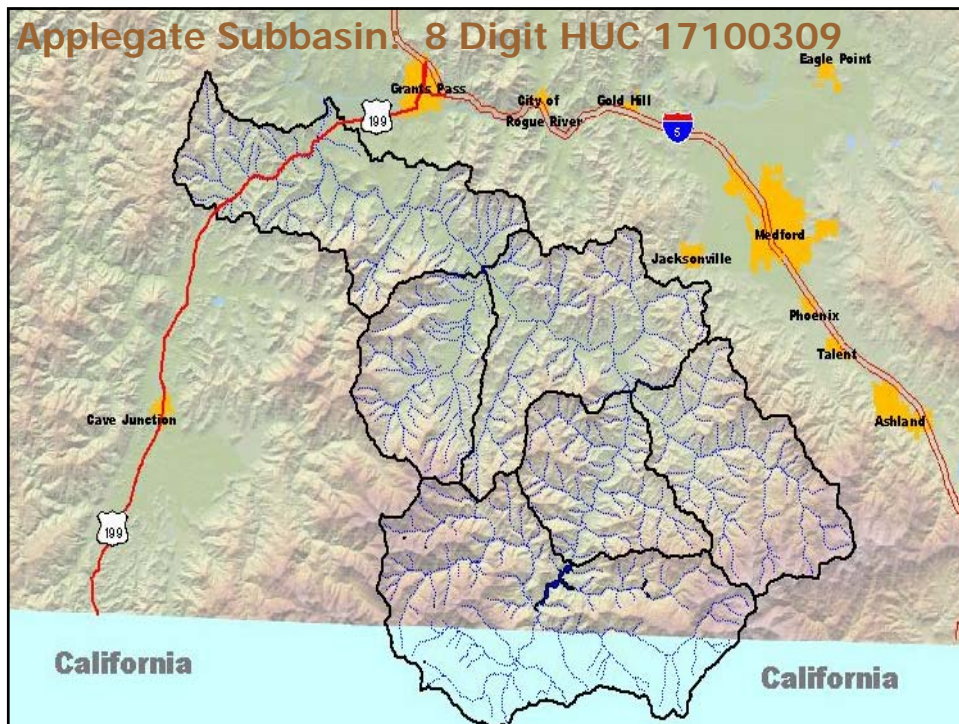 Applegate Subbasin: 8 Digit HUC 17100309
Eagle Point
Grants Pass
City of
Rogue River
Gold Hill
199
5
Medford
Jacksonville
Phoenix
Talent
Cave Junction
Ashland
199
California
California